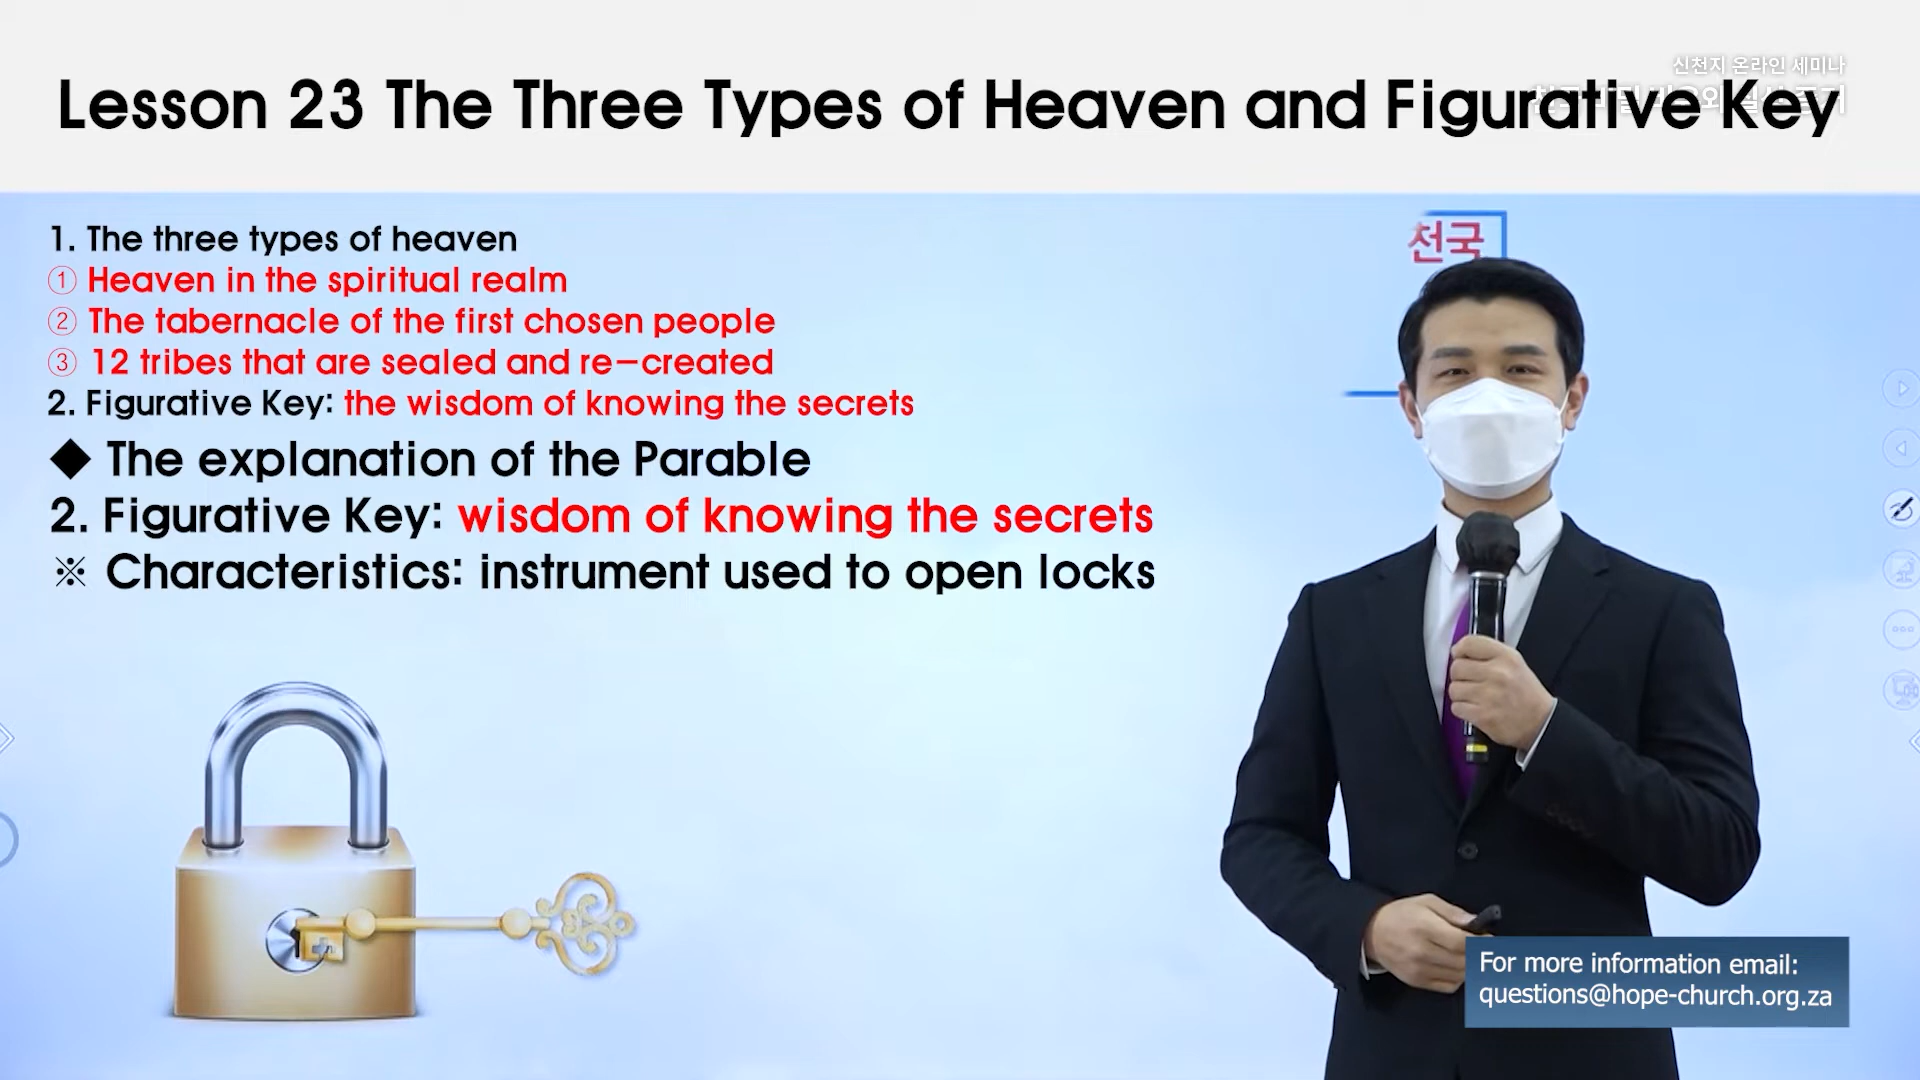 신천지 온라인 세미나
Lesson 23 The Three Types of Heaven and Figurative Key
천국
1. The three types of heaven
① Heaven in the spiritual realm
② The tabernacle of the first chosen people
③ 12 tribes that are sealed and re-created
2. Figurative Key: the wisdom of knowing the secrets
◆ The explanation of the Parable
2. Figurative Key: wisdom of knowing the secrets
※ Characteristics: instrument used to open locks
For more information email:
questions@hope-church.org.za